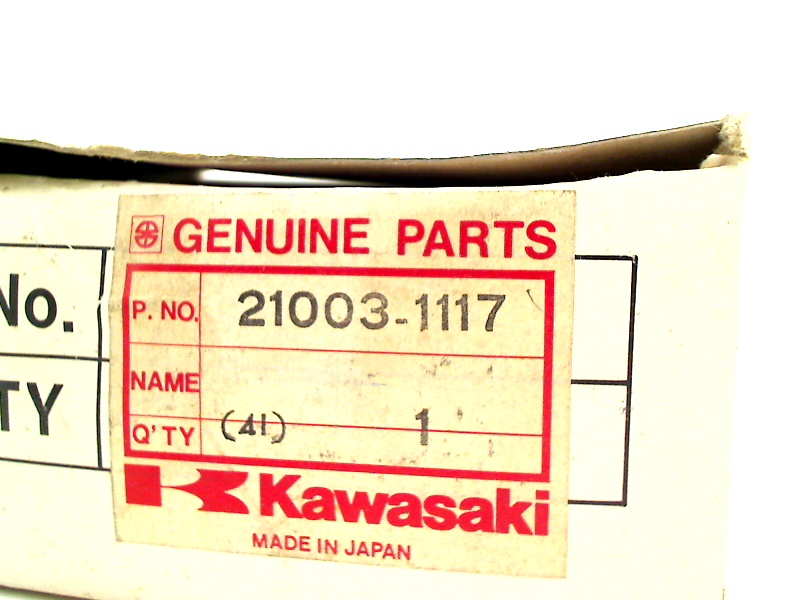 GENUINE PARTS
No.
P. NO. 21003-1117
NAME
TY
Q'TY (41) 1
Kawasaki
MADE IN JAPAN